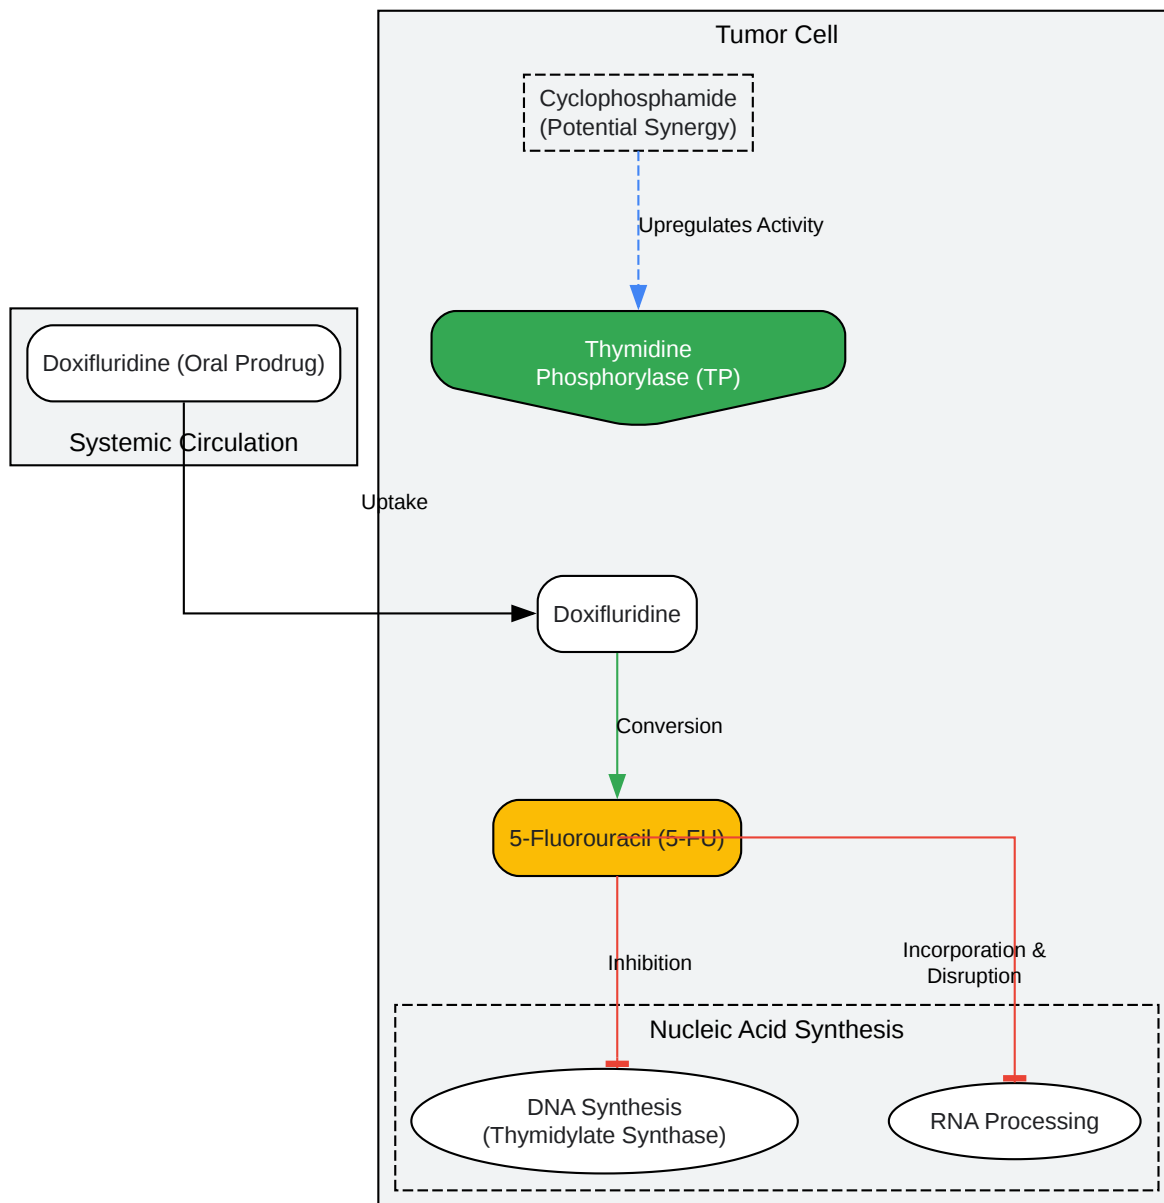 Tumor Cell
Cyclophosphamide
(Potential Synergy)
Upregulates Activity
Thymidine
Phosphorylase (TP)
Doxifluridine (Oral Prodrug)
Systemic Circulation
Uptake
Doxifluridine
Conversion
5-Fluorouracil (5-FU)
Inhibition
Incorporation &
Disruption
Nucleic Acid Synthesis
DNA Synthesis
(Thymidylate Synthase)
RNA Processing